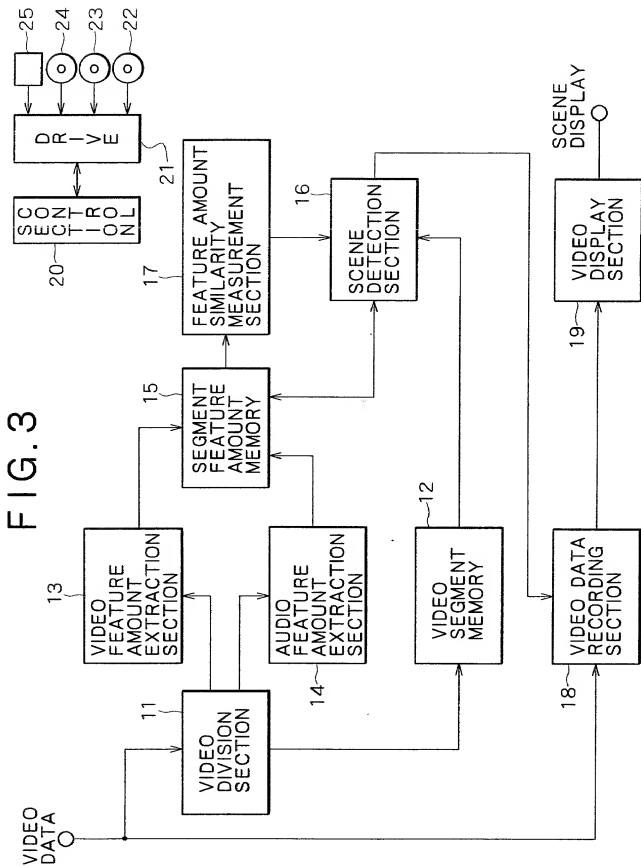 FIG.3
VIDEO
DATA
11
VIDEO
DIVISION
SECTION
13
VIDEO
FEATURE
AMOUNT
EXTRACTION
SECTION
14
AUDIO
FEATURE
AMOUNT
EXTRACTION
SECTION
12
VIDEO
SEGMENT
MEMORY
15
SEGMENT
FEATURE
AMOUNT
MEMORY
17
FEATURE AMOUNT
SIMILARITY
MEASUREMENT
SECTION
16
SCENE
DETECTION
SECTION
18
VIDEO DATA
RECORDING
SECTION
19
VIDEO
DISPLAY
SECTION
SCENE
DISPLAY
20
SECTION
CONTROL
21
DRIVE
25
24
23
22